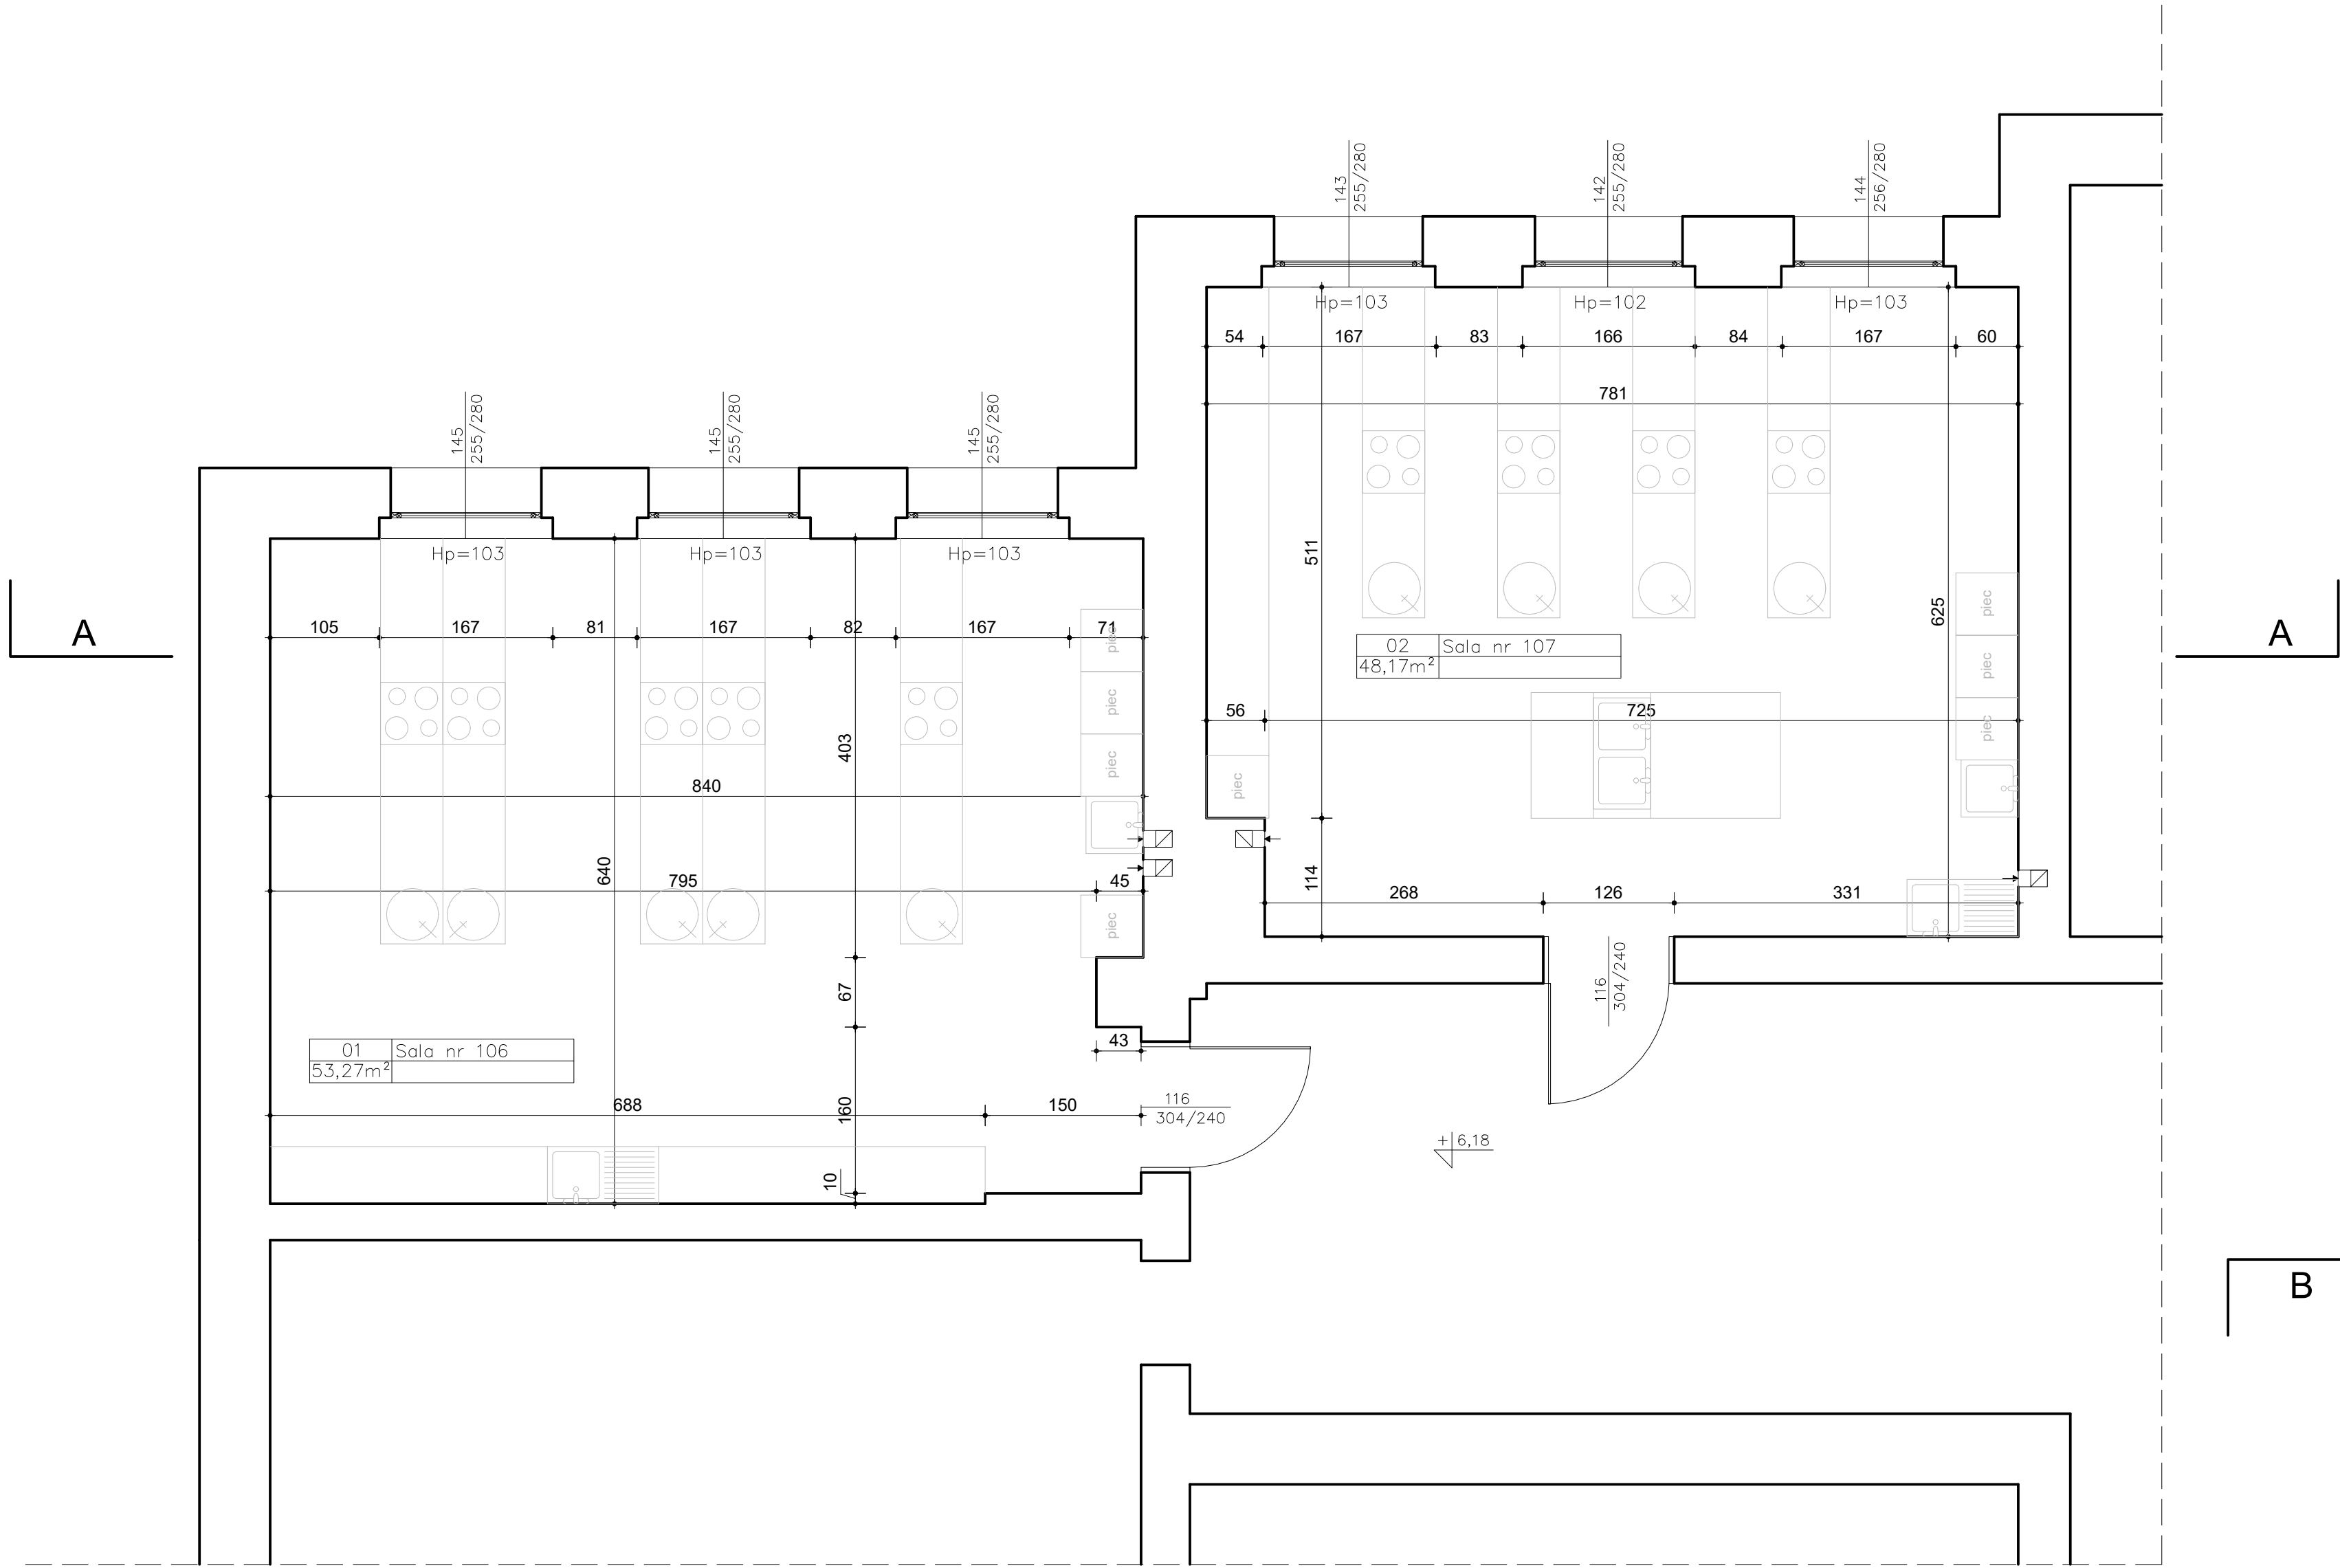 143
255/280
142
255/280
144
256/280
Hp=103
Hp=102
Hp=103
54
167
83
166
84
167
60
781
145
255/280
145
255/280
145
255/280
Hp=103
Hp=103
Hp=103
511
625
A
105
167
81
167
82
167
71
piec
piec
piec
piec
A
02
Sala nr 107
48,17m²
piec
piec
piec
56
725
piec
403
840
640
795
45
114
268
126
331
67
116
304/240
43
01
Sala nr 106
53,27m²
688
160
150
116
304/240
+ 6,18
10
B